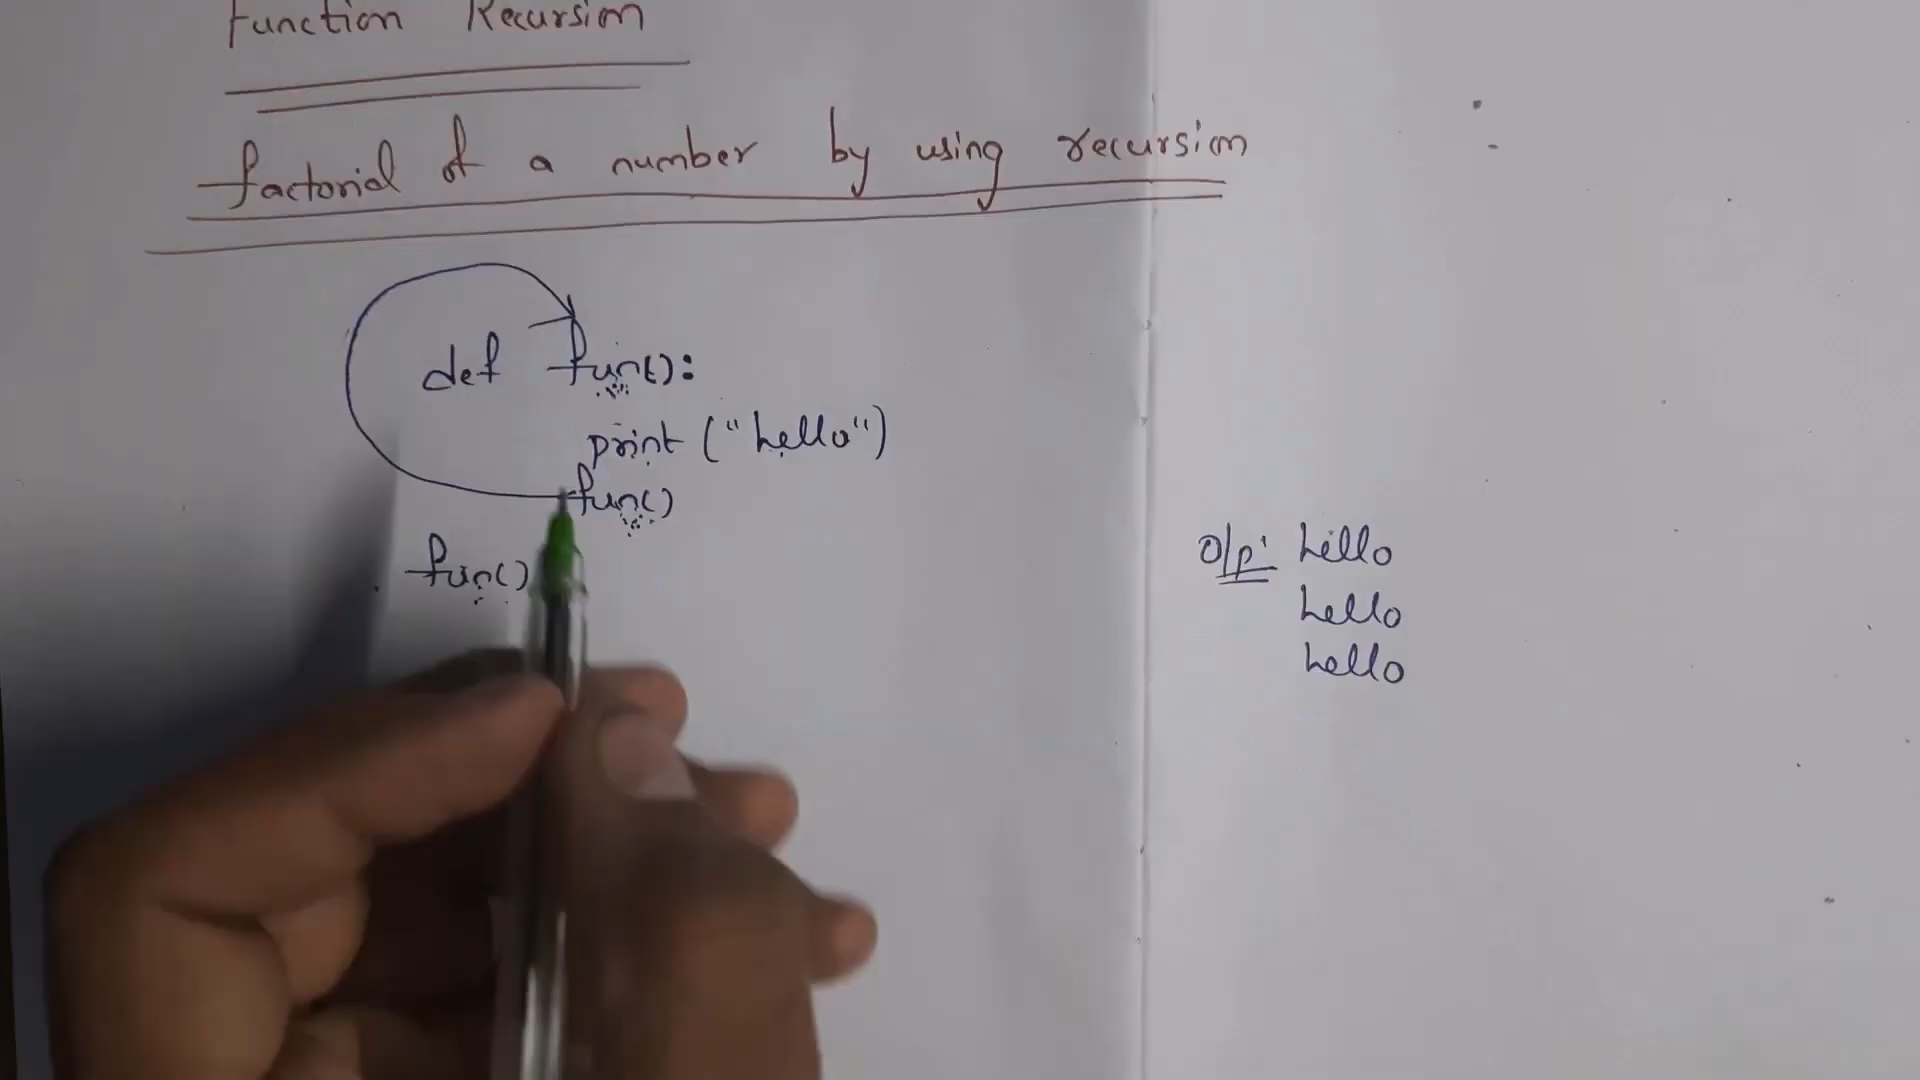 Function Recursion
factorial of a number by using recursion
def fun():
print ("hello")
fun()
fun()
O/p: hello
hello
hello